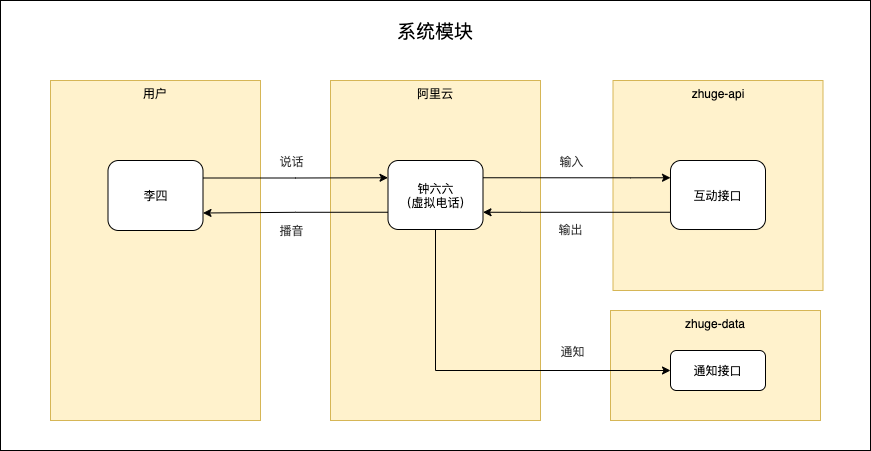 系统模块
用户
阿里云
zhuge-api
说话
输入
李四
钟六六
(虚拟电话)
互动接口
播音
输出
zhuge-data
通知
通知接口